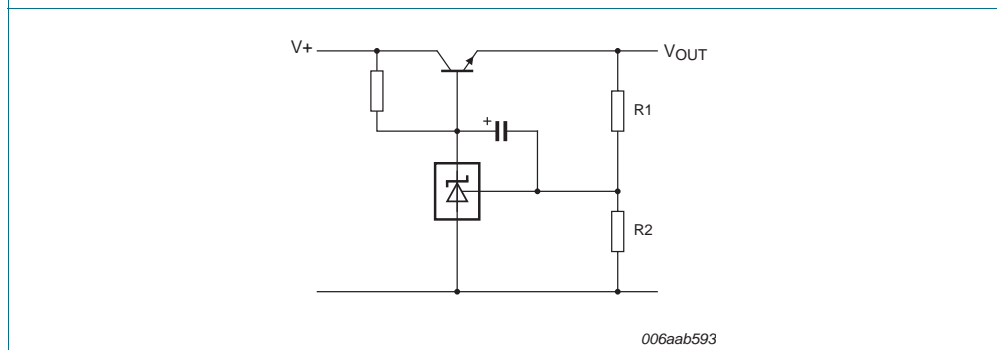 V+
VOUT
R1
+
R2
006aab593